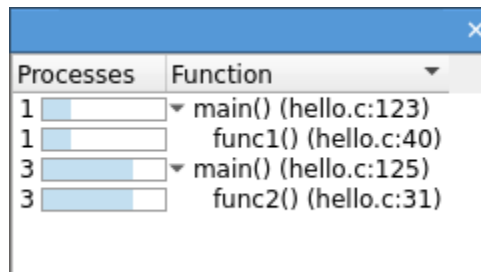 Processes Function
1 main() (hello.c:123)
1 func1() (hello.c:40)
3 main() (hello.c:125)
3 func2() (hello.c:31)